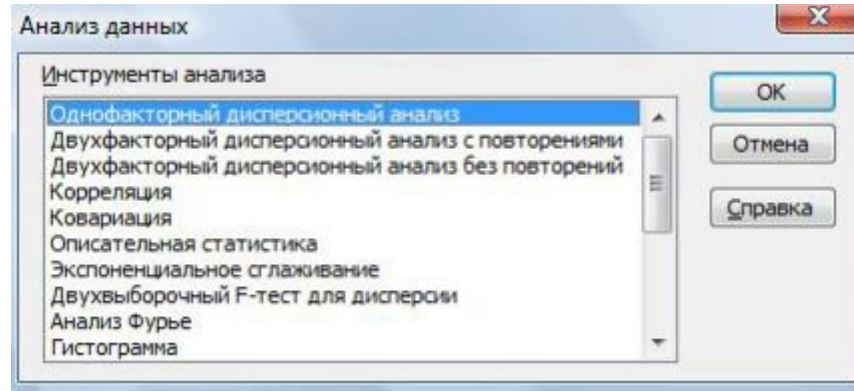 Анализ данных
Инструменты анализа
Однофакторный дисперсионный анализ
Двухфакторный дисперсионный анализ с повторениями
Двухфакторный дисперсионный анализ без повторений
Корреляция
Ковариация
Описательная статистика
Экспоненциальное сглаживание
Двухвыборочный F-тест для дисперсии
Анализ Фурье
Гистограмма
ОК
Отмена
Справка